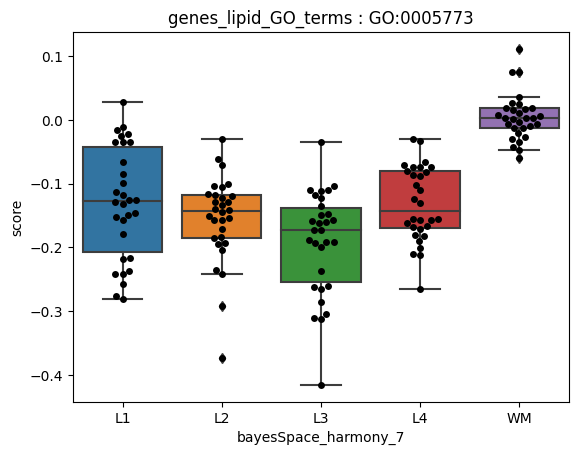 genes_lipid_GO_terms : GO:0005773
0.1
0.0
−0.1
−0.2
−0.3
−0.4
score
L1 L2 L3 L4 WM
bayesSpace_harmony_7